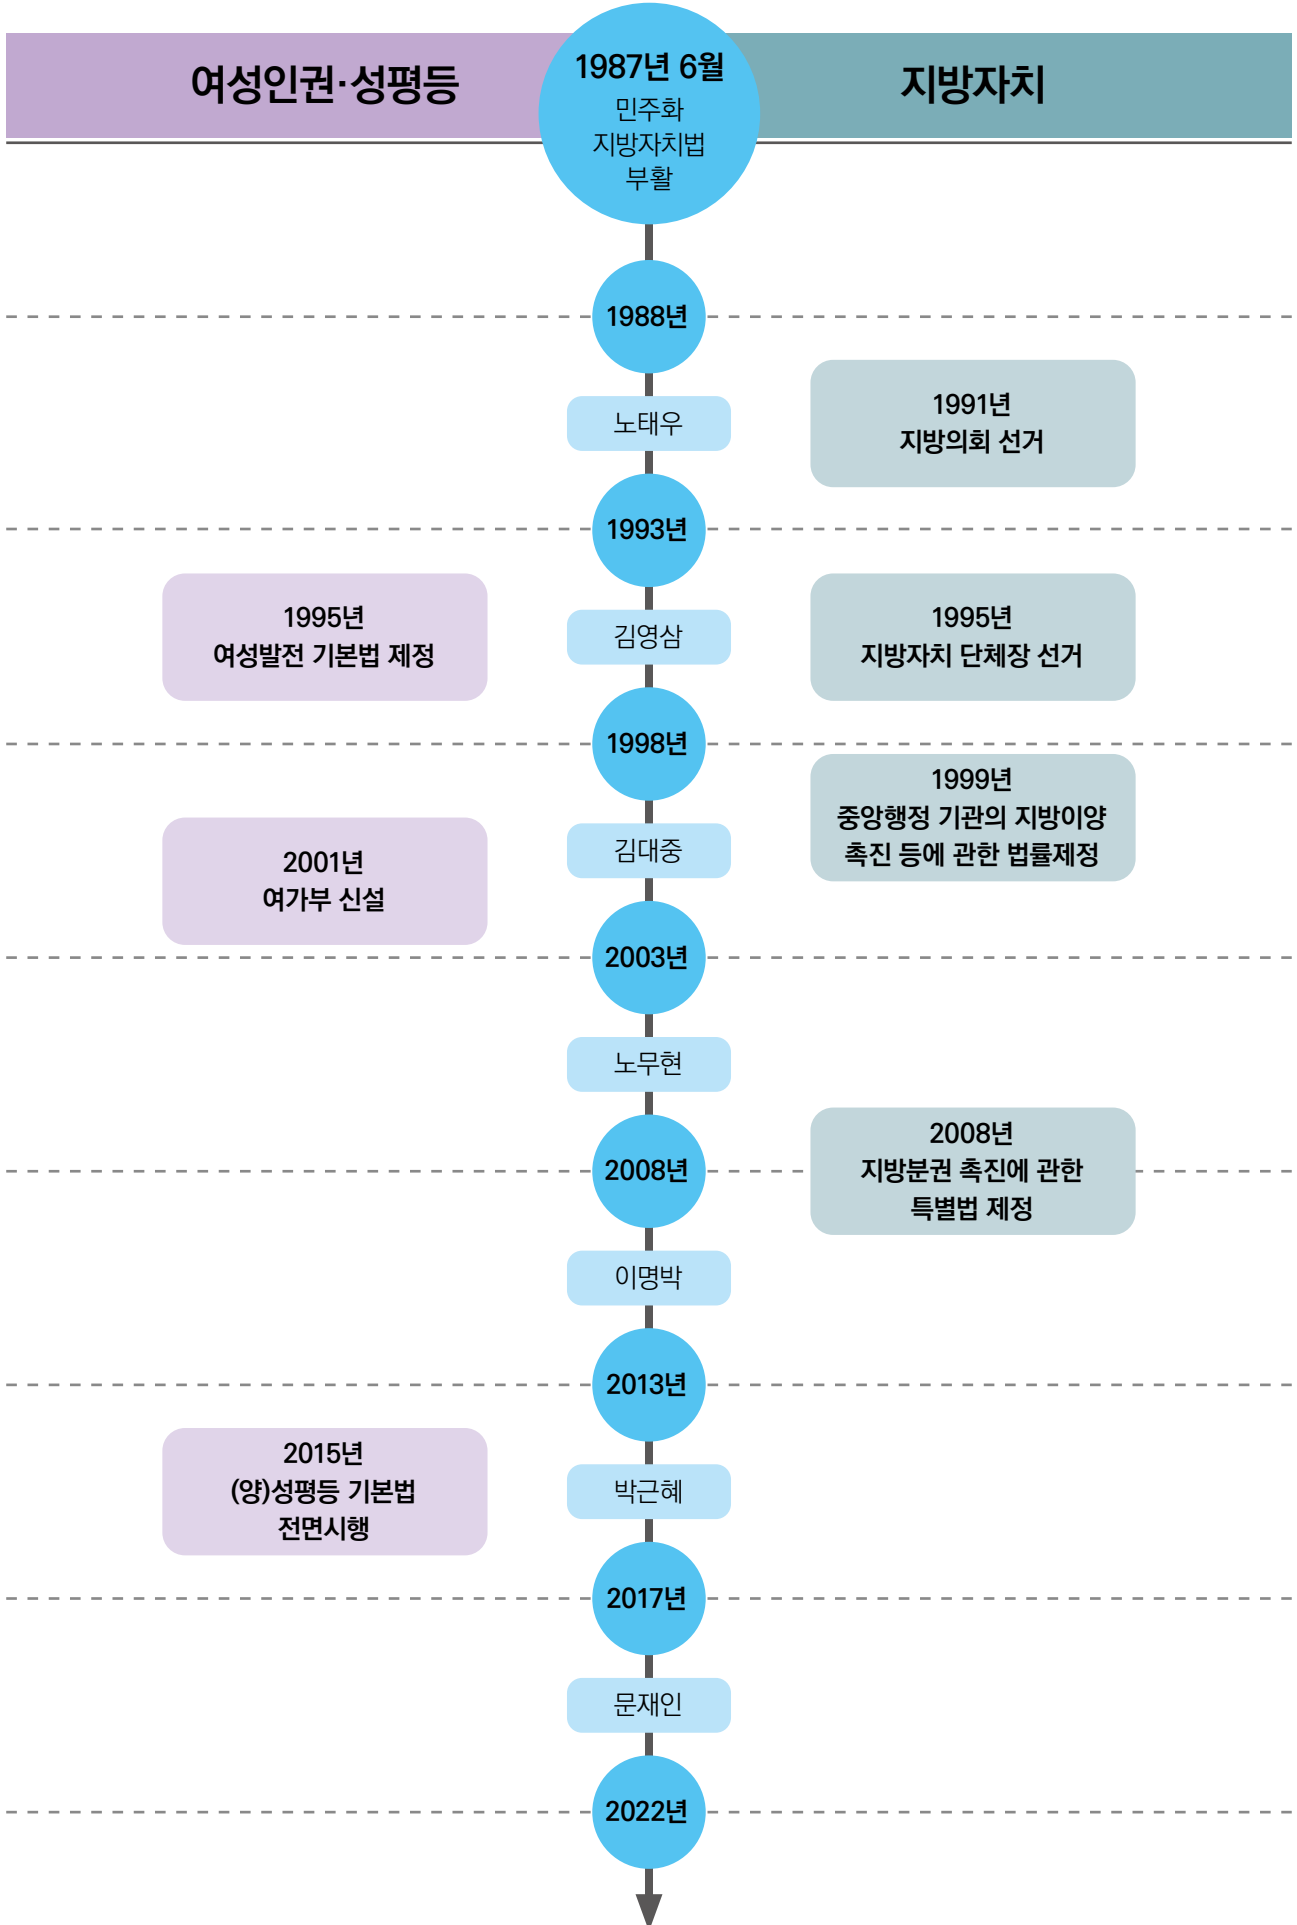 여성인권·성평등
1987년 6월
민주화
지방자치법
부활
지방자치
1988년
노태우
1991년
지방의회 선거
1993년
1995년
여성발전 기본법 제정
김영삼
1995년
지방자치 단체장 선거
1998년
1999년
중앙행정 기관의 지방이양
촉진 등에 관한 법률제정
2001년
여가부 신설
김대중
2003년
노무현
2008년
2008년
지방분권 촉진에 관한
특별법 제정
이명박
2013년
2015년
(양)성평등 기본법
전면시행
박근혜
2017년
문재인
2022년